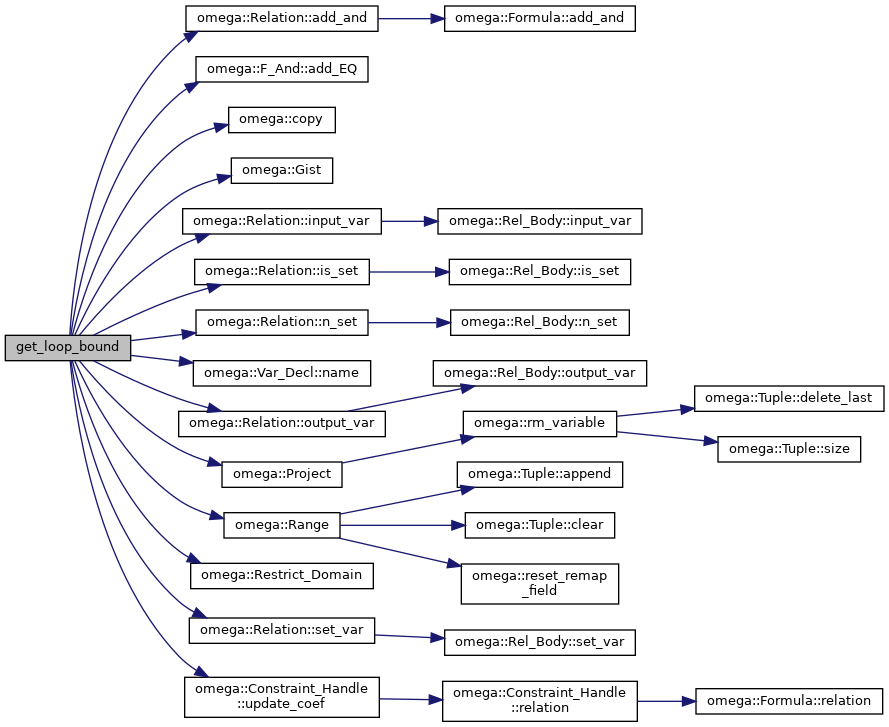 omega::Relation::add_and
omega::Formula::add_and
omega::F_And::add_EQ
omega::copy
omega::Gist
omega::Relation::input_var
omega::Rel_Body::input_var
omega::Relation::is_set
omega::Rel_Body::is_set
omega::Relation::n_set
omega::Rel_Body::n_set
get_loop_bound
omega::Var_Decl::name
omega::Rel_Body::output_var
omega::Relation::output_var
omega::Tuple::delete_last
omega::rm_variable
omega::Tuple::size
omega::Project
omega::Tuple::append
omega::Range
omega::Tuple::clear
omega::Restrict_Domain
omega::reset_remap
_field
omega::Relation::set_var
omega::Rel_Body::set_var
omega::Constraint_Handle
::update_coef
omega::Constraint_Handle
::relation
omega::Formula::relation